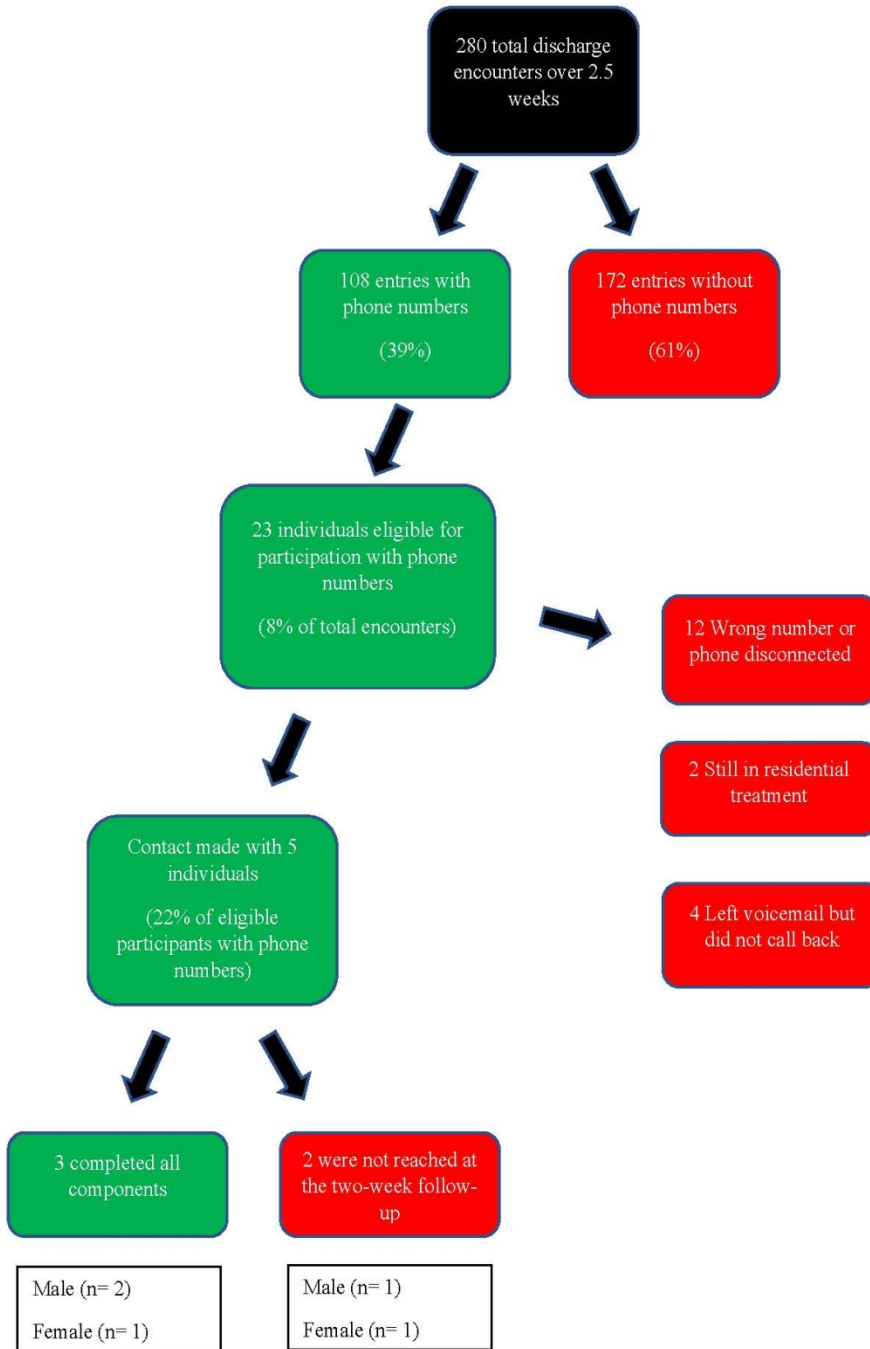 280 total discharge
encounters over 2.5
weeks
108 entries with
phone numbers
(39%)
172 entries without
phone numbers
(61%)
23 individuals eligible for
participation with phone
numbers
(8% of total encounters)
12 Wrong number or
phone disconnected
2 Still in residential
treatment
4 Left voicemail but
did not call back
Contact made with 5
individuals
(22% of eligible
participants with phone
numbers)
3 completed all
components
2 were not reached at
the two-week follow-
up
Male (n= 2)
Female (n= 1)
Male (n= 1)
Female (n= 1)